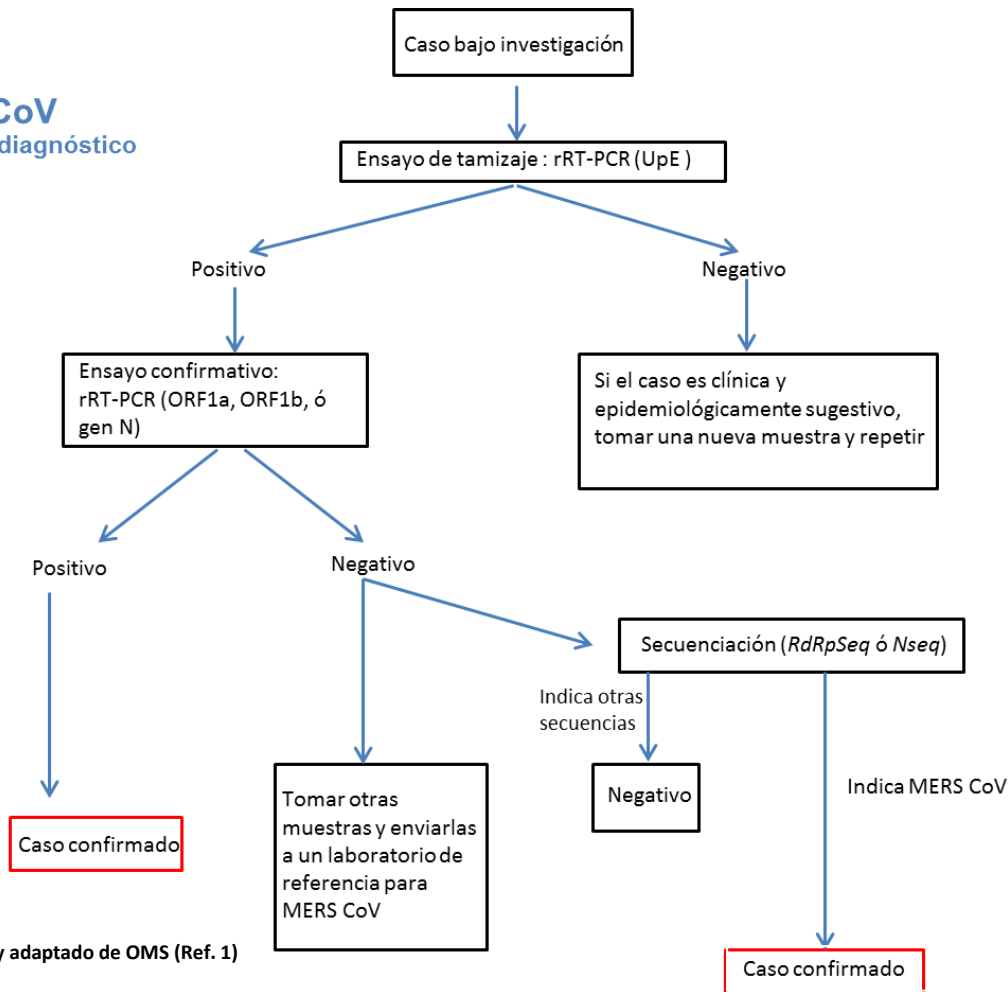 Caso bajo investigación
CoV
diagnóstico
Ensayo de tamizaje : rRT-PCR (UpE )
Positivo
Negativo
Ensayo confirmativo:
rRT-PCR (ORF1a, ORF1b, ó
gen N)
Si el caso es clínica y
epidemiológicamente sugestivo,
tomar una nueva muestra y repetir
Positivo
Negativo
Secuenciación (RdRpSeq ó Nseq)
Indica otras
secuencias
Indica MERS CoV
Negativo
Tomar otras
muestras y enviarlas
a un laboratorio de
referencia para
MERS CoV
Caso confirmado
y adaptado de OMS (Ref. 1)
Caso confirmado